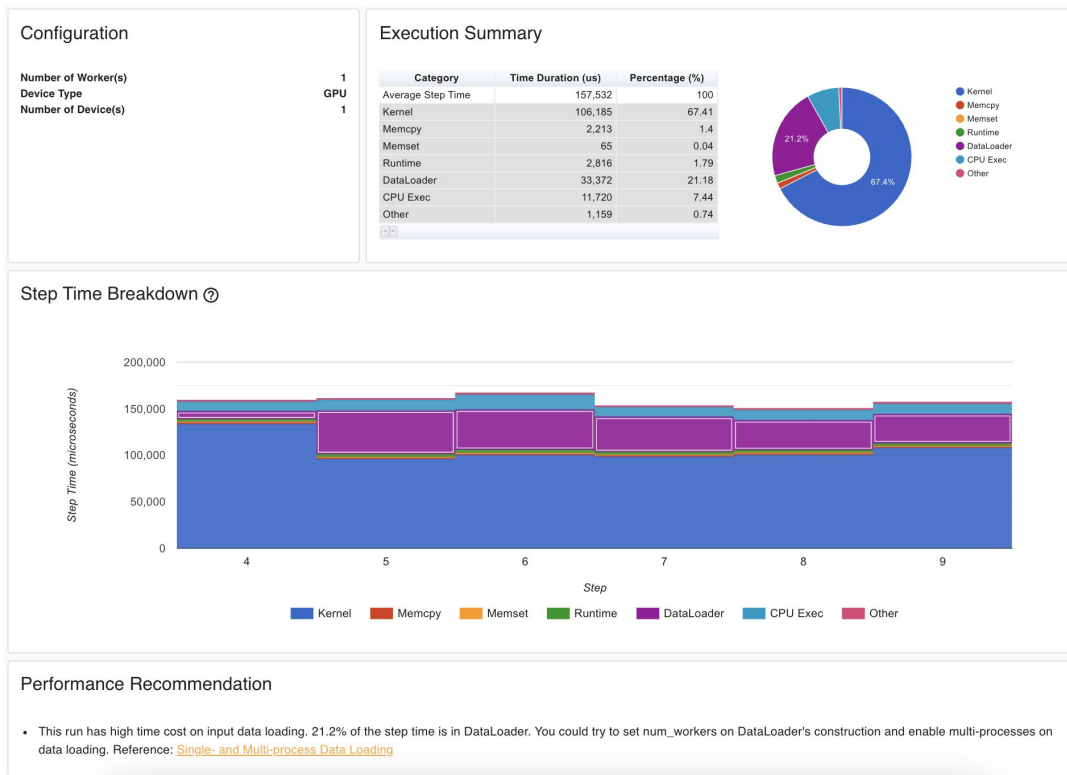 Configuration
Number of Worker(s) 1
Device Type GPU
Number of Device(s) 1
Execution Summary
Category Time Duration (us) Percentage (%)
Average Step Time 157,532 100
Kernel 106,185 67.41
Memcpy 2,213 1.4
Memset 65 0.04
Runtime 2,816 1.79
DataLoader 33,372 21.18
CPU Exec 11,720 7.44
Other 1,159 0.74
21.2%
67.4%
Kernel
Memcpy
Memset
Runtime
DataLoader
CPU Exec
Other
Step Time Breakdown ?
Step Time (microseconds)
200,000
150,000
100,000
50,000
0
4 5 6 7 8 9
Step
Kernel Memcpy Memset Runtime DataLoader CPU Exec Other
Performance Recommendation
• This run has high time cost on input data loading. 21.2% of the step time is in DataLoader. You could try to set num_workers on DataLoader's construction and enable multi-processes on
data loading. Reference: Single- and Multi-process Data Loading